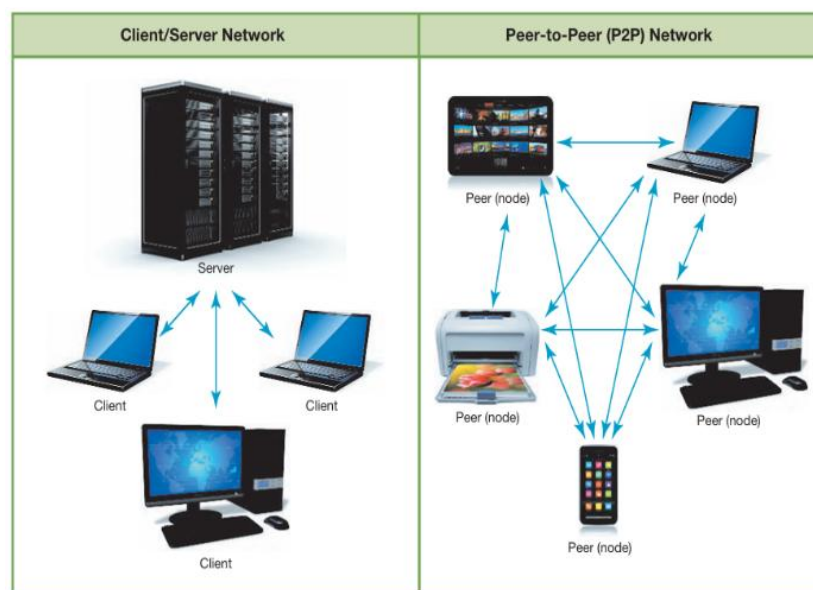 Client/Server Network
Peer-to-Peer (P2P) Network
Server
Client
Client
Client
Peer (node)
Peer (node)
Peer (node)
Peer (node)
Peer (node)